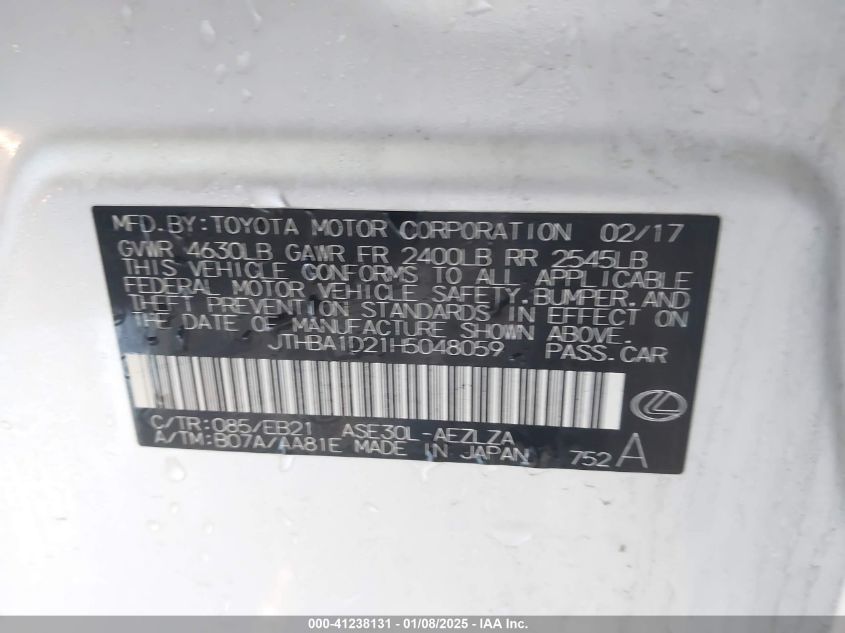 MFD.BY:TOYOTA MOTOR CORPORATION 02/17
GVWR 4630LB GAWR FR 2400LB RR 2545LB
THIS VEHICLE CONFORMS TO ALL APPLICABLE
FEDERAL MOTOR VEHICLE SAFETY,BUMPER,AND
THEFT PREVENTION STANDARDS IN EFFECT ON
THE DATE OF MANUFACTURE SHOWN ABOVE.
JTHBA1D21H5048059 PASS.CAR
C/TR:085/EB21 ASE30L-AEZLZA
A/TM:B07A/AA81E MADE IN JAPAN 752A
000-41238131 - 01/08/2025 - IAA Inc.